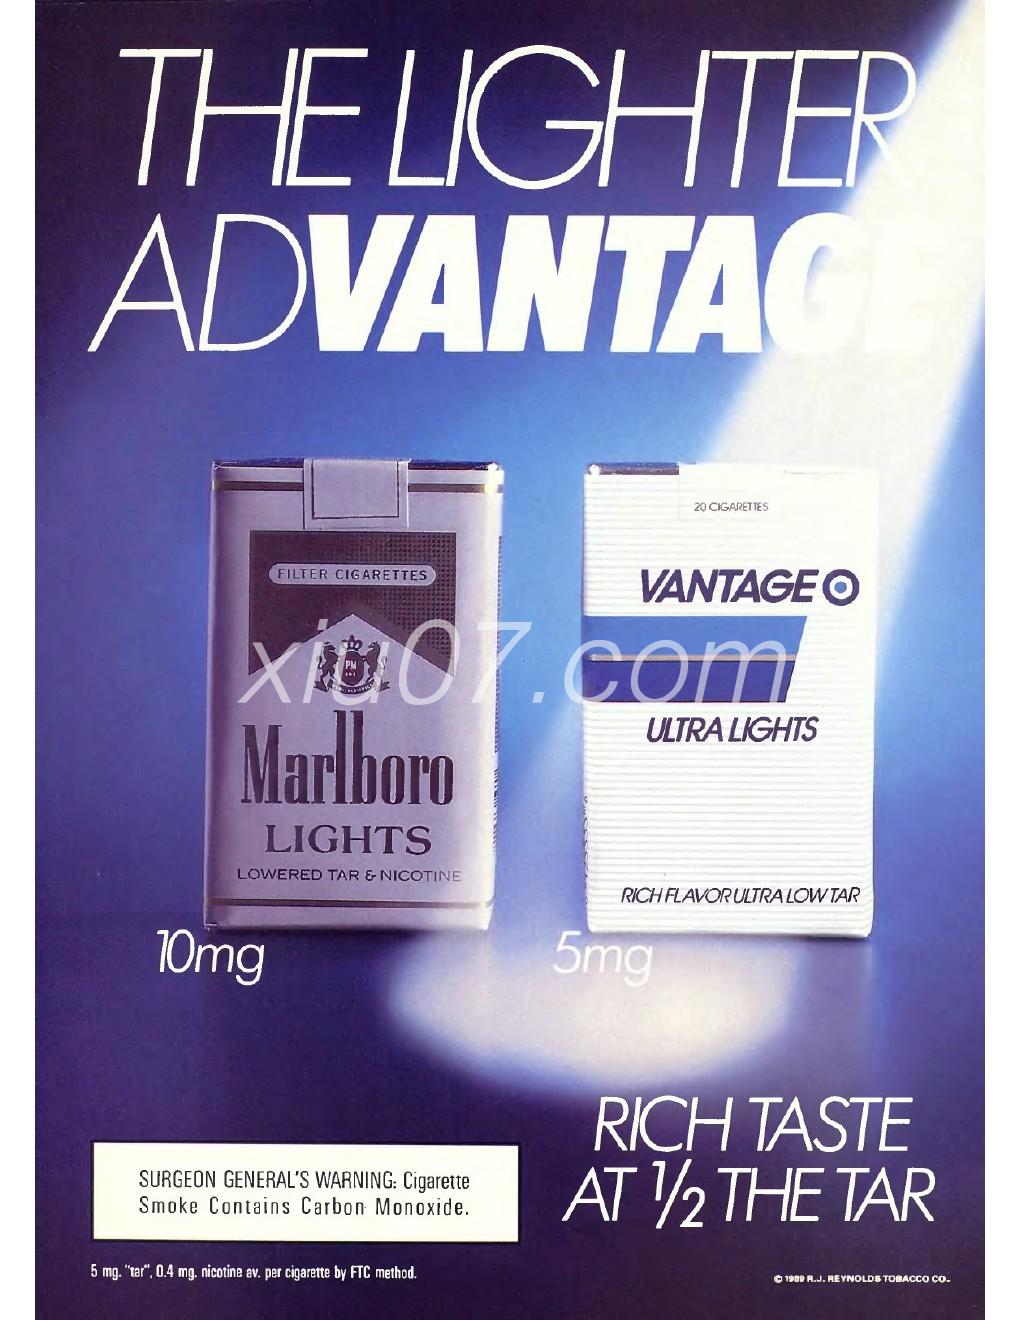 THE LIGHTER
ADVANTAGE
20 CIGARETTES
FILTER CIGARETTES
VANTAGE
xiu07.com
PM
ULTRA LIGHTS
Marlboro
LIGHTS
LOWERED TAR & NICOTINE
RICH FLAVOR ULTRA LOW TAR
10mg
5mg
RICH TASTE
AT 1/2 THE TAR
SURGEON GENERAL'S WARNING: Cigarette
Smoke Contains Carbon Monoxide.
5 mg. "tar", 0.4 mg. nicotine av. per cigarette by FTC method.
© 1989 R.J. REYNOLDS TOBACCO CO.